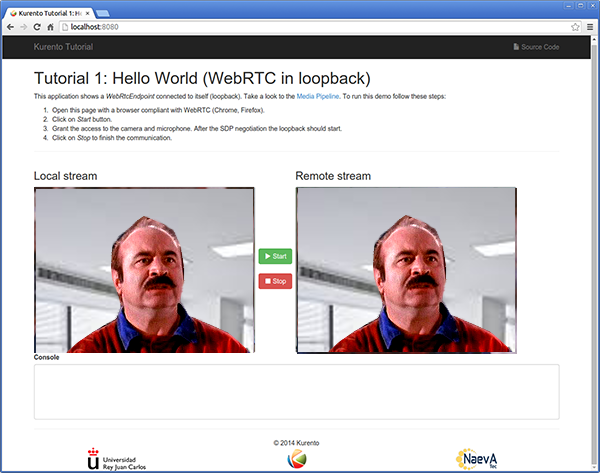 Kurento Tutorial 1: He
localhost:8080
Kurento Tutorial
Source Code
Tutorial 1: Hello World (WebRTC in loopback)
This application shows a WebRtcEndpoint connected to itself (loopback). Take a look to the Media Pipeline. To run this demo follow these steps:
1. Open this page with a browser compliant with WebRTC (Chrome, Firefox).
2. Click on Start button.
3. Grant the access to the camera and microphone. After the SDP negotiation the loopback should start.
4. Click on Stop to finish the communication.
Local stream
Remote stream
Start
Stop
Console
© 2014 Kurento
Universidad
Rey Juan Carlos
NaevA
Tec